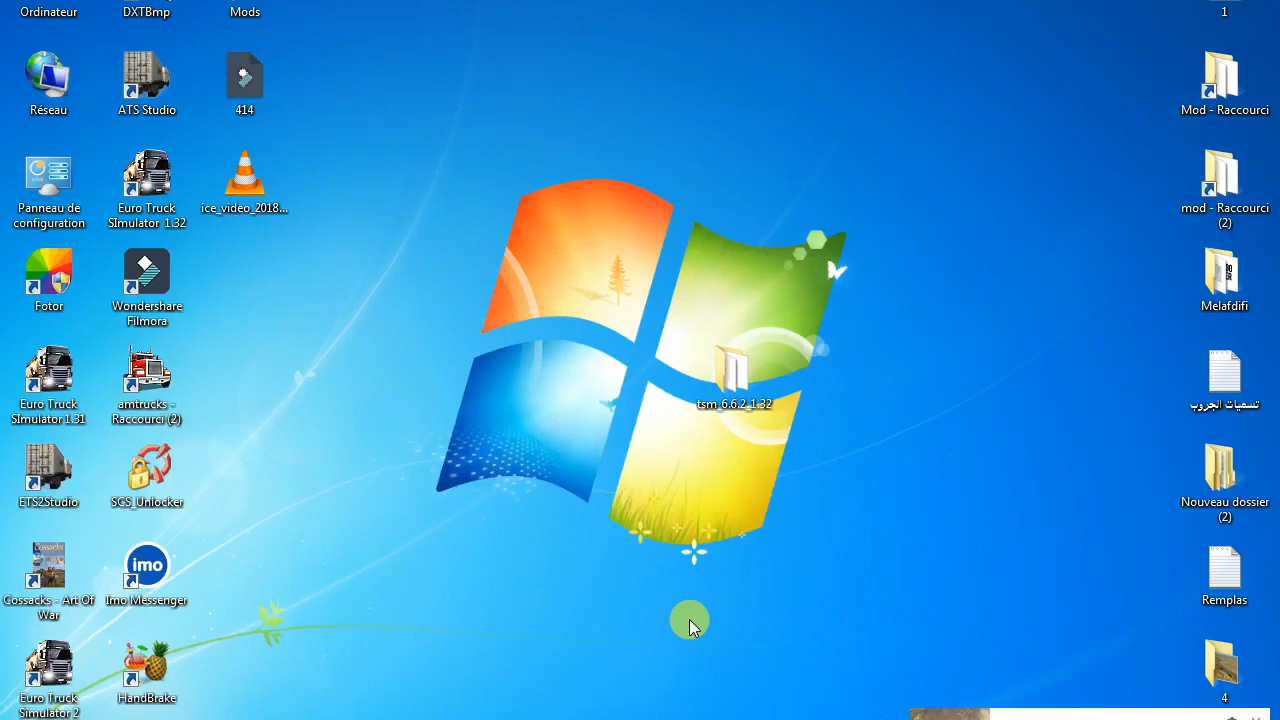 Ordinateur
DXTBmp
Mods
1
Réseau
ATS Studio
414
Mod - Raccourci
Panneau de
configuration
Euro Truck
SImulator 1.32
ice_video_2018...
mod - Raccourci
(2)
Fotor
Wondershare
Filmora
Melafdifi
Euro Truck
SImulator 1.31
amtrucks -
Raccourci (2)
tsm_6.6.2_1.32
تسميات الجروب
ETS2Studio
SCS_Unlocker
Nouveau dossier
(2)
Cossacks
Cossacks - Art Of
War
imo
Imo Messenger
Remplas
Euro Truck
Simulator 2
HandBrake
4